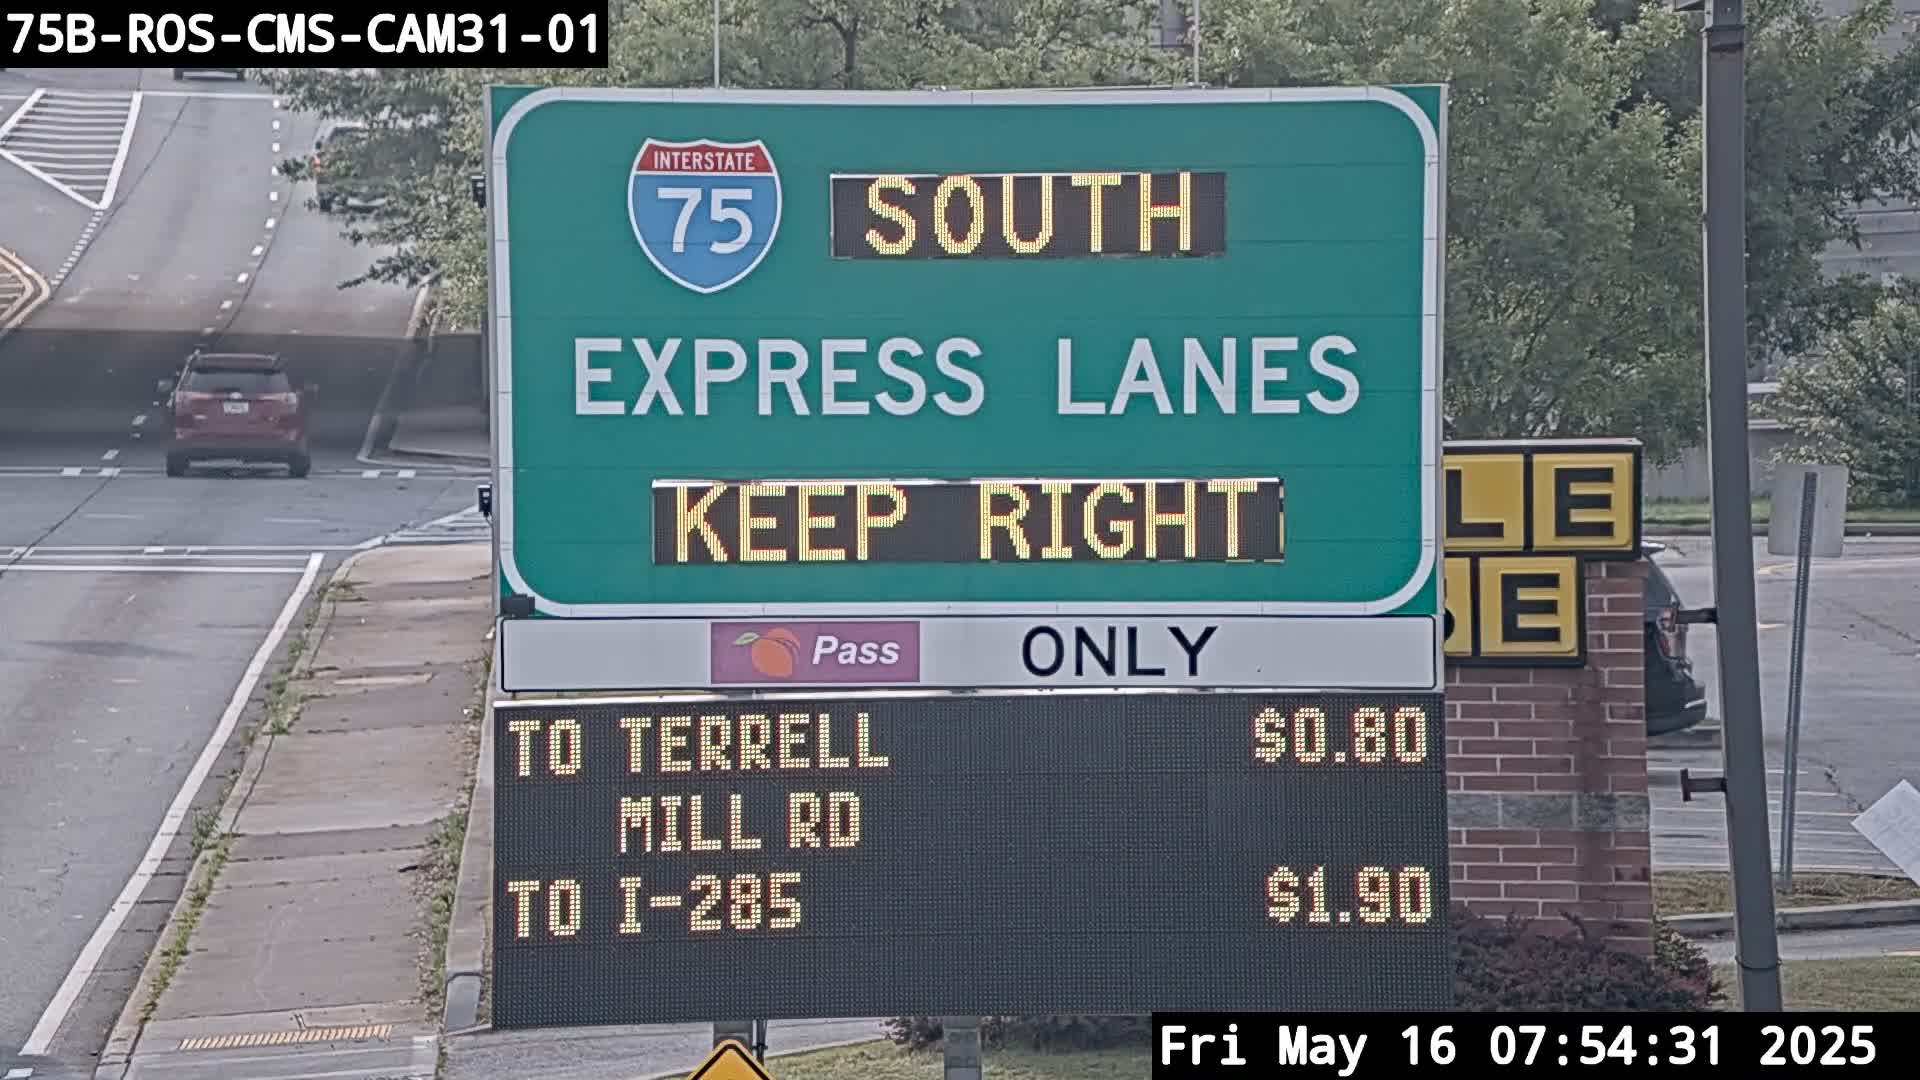 75B-ROS-CMS-CAM31-01
INTERSTATE
75
SOUTH
EXPRESS LANES
KEEP RIGHT
LE
E
Pass ONLY
TO TERRELL $0.80
MILL RD
TO I-285 $1.90
Fri May 16 07:54:31 2025